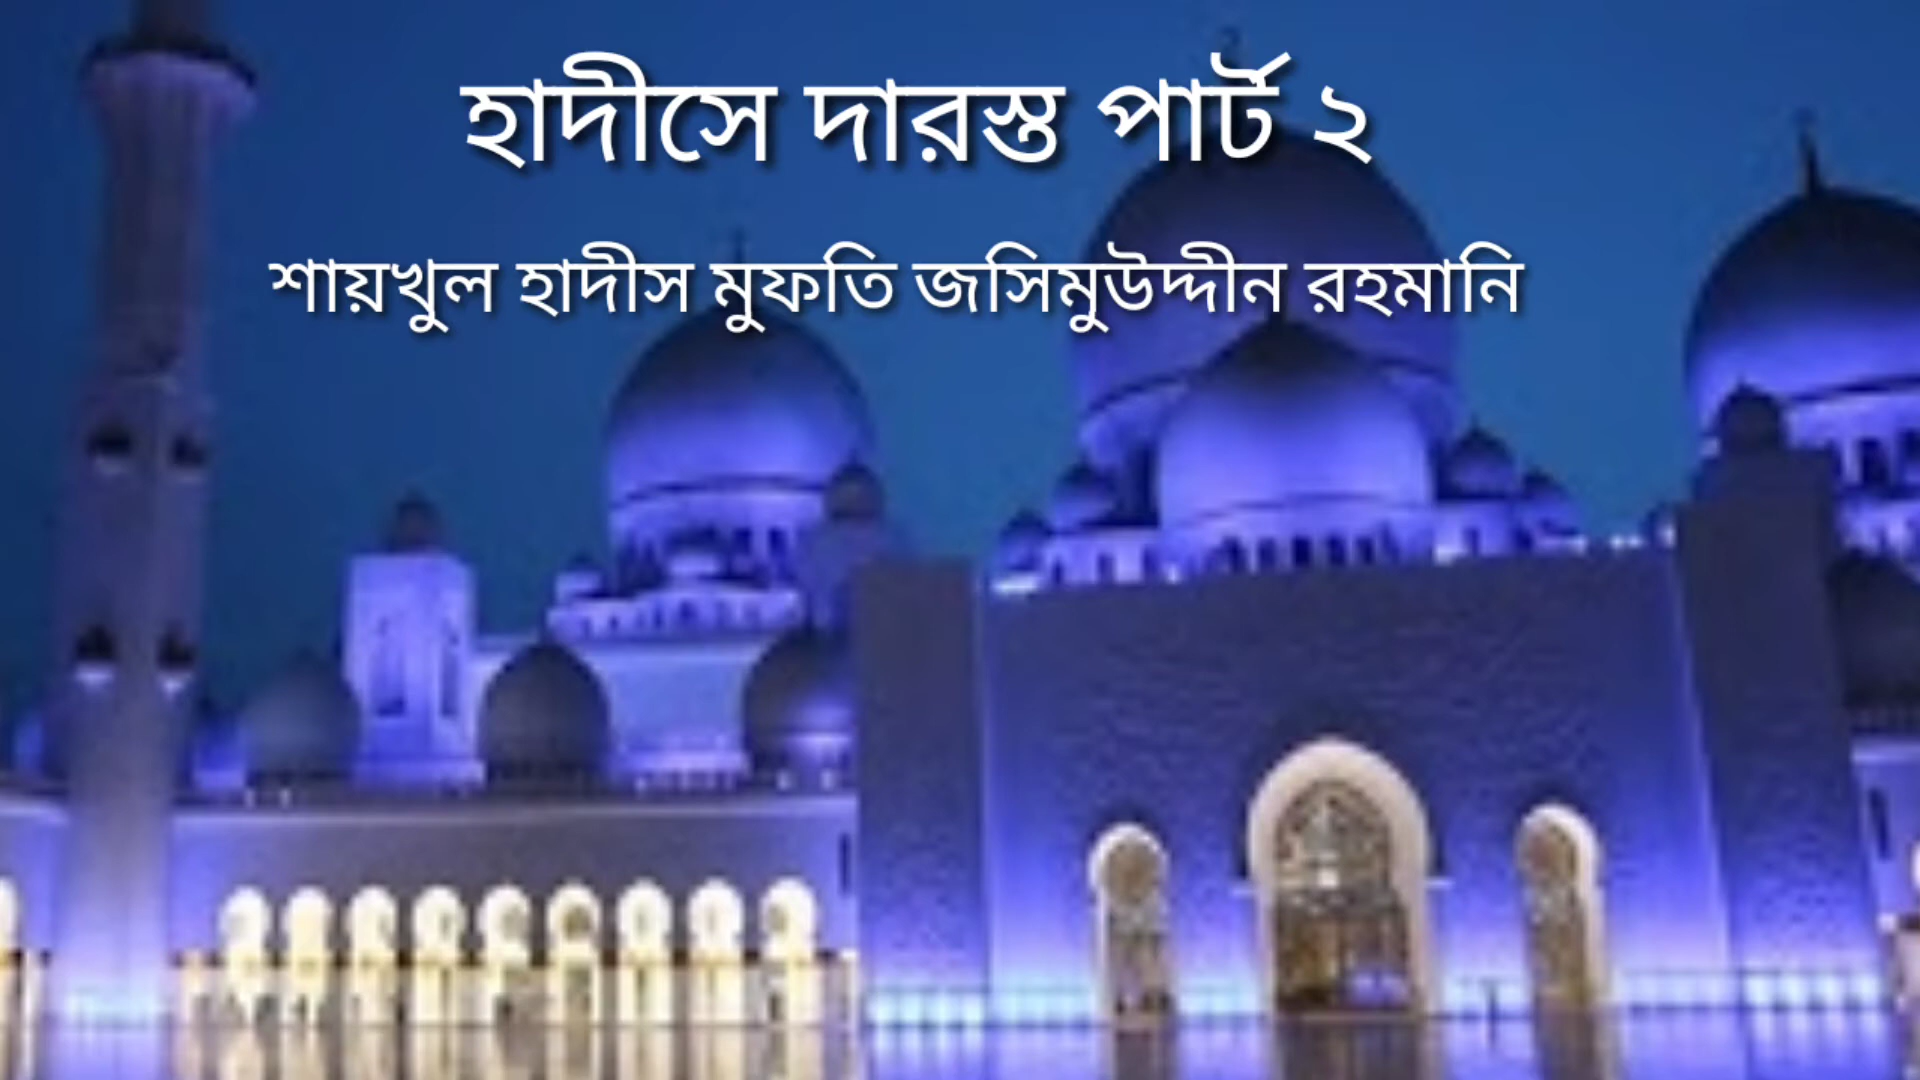 হাদীসে দারস্ত পার্ট ২
শায়খুল হাদীস মুফতি জসিমুউদ্দীন রহমানি